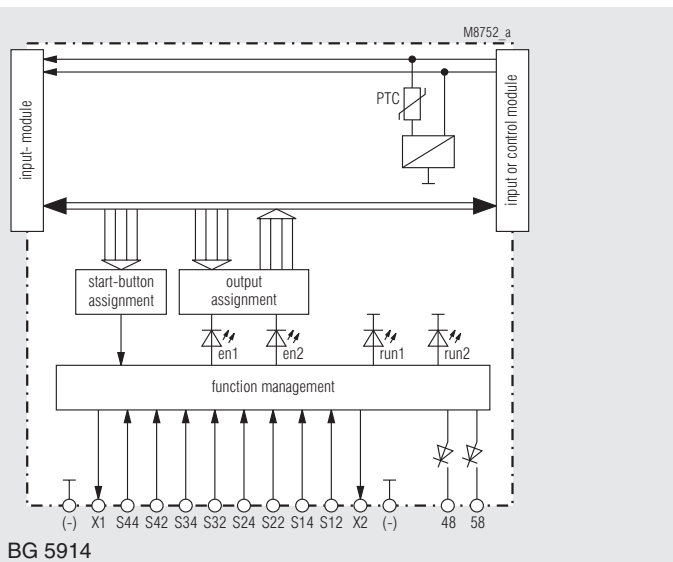 M8752_a
input- module
PTC
input or control module
start-button
assignment
output
assignment
en1
en2
run1
run2
function management
(-) X1 S44 S42 S34 S32 S24 S22 S14 S12 X2 (-) 48 58
BG 5914